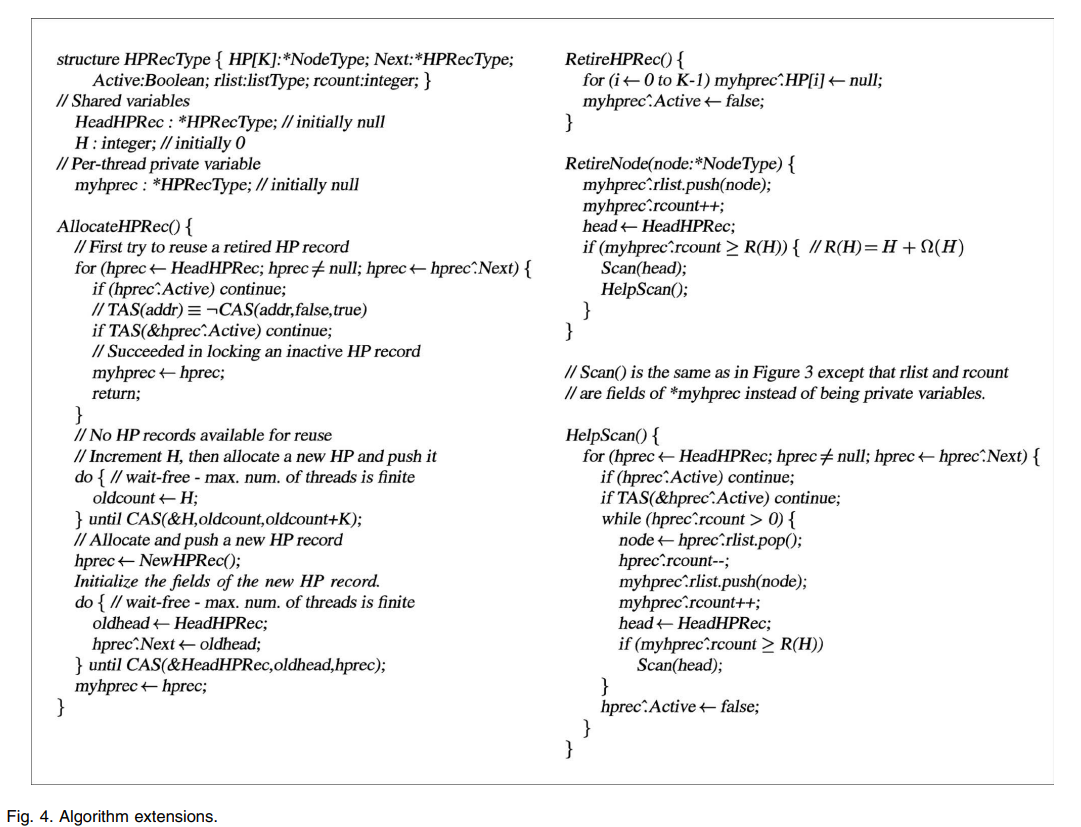 structure HPRecType { HP[K]:*NodeType; Next:*HPRecType;
Active:Boolean; rlist:listType; rcount:integer; }
// Shared variables
HeadHPRec : *HPRecType; // initially null
H : integer; // initially 0
// Per-thread private variable
myhprec : *HPRecType; // initially null
AllocateHPRec() {
// First try to reuse a retired HP record
for (hprec ← HeadHPRec; hprec ≠ null; hprec ← hprec^.Next) {
if (hprec^.Active) continue;
// TAS(addr) ≡ ¬CAS(addr,false,true)
if TAS(&hprec^.Active) continue;
// Succeeded in locking an inactive HP record
myhprec ← hprec;
return;
}
// No HP records available for reuse
// Increment H, then allocate a new HP and push it
do { // wait-free - max. num. of threads is finite
oldcount ← H;
} until CAS(&H,oldcount,oldcount+K);
// Allocate and push a new HP record
hprec ← NewHPRec();
Initialize the fields of the new HP record.
do { // wait-free - max. num. of threads is finite
oldhead ← HeadHPRec;
hprec^.Next ← oldhead;
} until CAS(&HeadHPRec,oldhead,hprec);
myhprec ← hprec;
}
RetireHPRec() {
for (i ← 0 to K-1) myhprec^.HP[i] ← null;
myhprec^.Active ← false;
}
RetireNode(node:*NodeType) {
myhprec^.rlist.push(node);
myhprec^.rcount++;
head ← HeadHPRec;
if (myhprec^.rcount ≥ R(H)) { // R(H) = H + Ω(H)
Scan(head);
HelpScan();
}
}
// Scan() is the same as in Figure 3 except that rlist and rcount
// are fields of *myhprec instead of being private variables.
HelpScan() {
for (hprec ← HeadHPRec; hprec ≠ null; hprec ← hprec^.Next) {
if (hprec^.Active) continue;
if TAS(&hprec^.Active) continue;
while (hprec^.rcount > 0) {
node ← hprec^.rlist.pop();
hprec^.rcount--;
myhprec^.rlist.push(node);
myhprec^.rcount++;
head ← HeadHPRec;
if (myhprec^.rcount ≥ R(H))
Scan(head);
}
hprec^.Active ← false;
}
}
Fig. 4. Algorithm extensions.